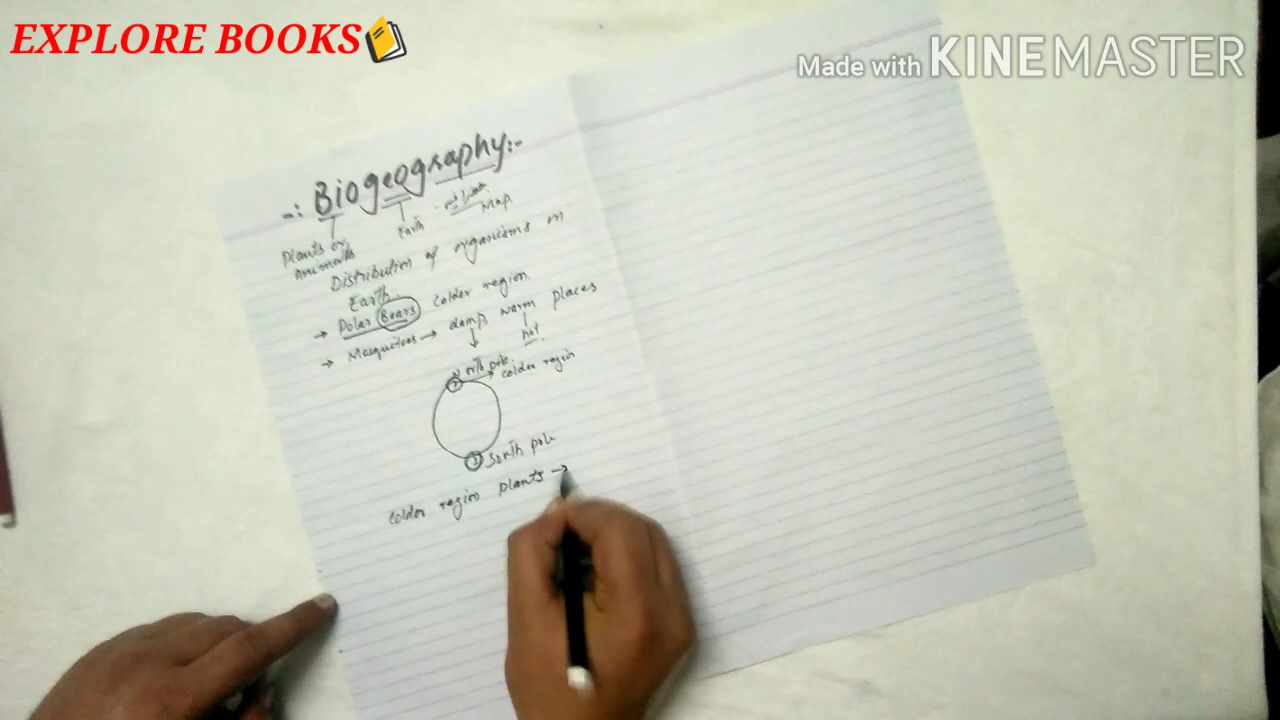 EXPLORE BOOKS
Made with KINEMASTER
-: Biogeography:-
Plants or Earth Map
animals
Distribution of organisms on
Earth.
→ Polar Bears colder region.
→ Mosquitoes → damp, warm places
hot.
North pole.
colder region
South pole
colder region plants →